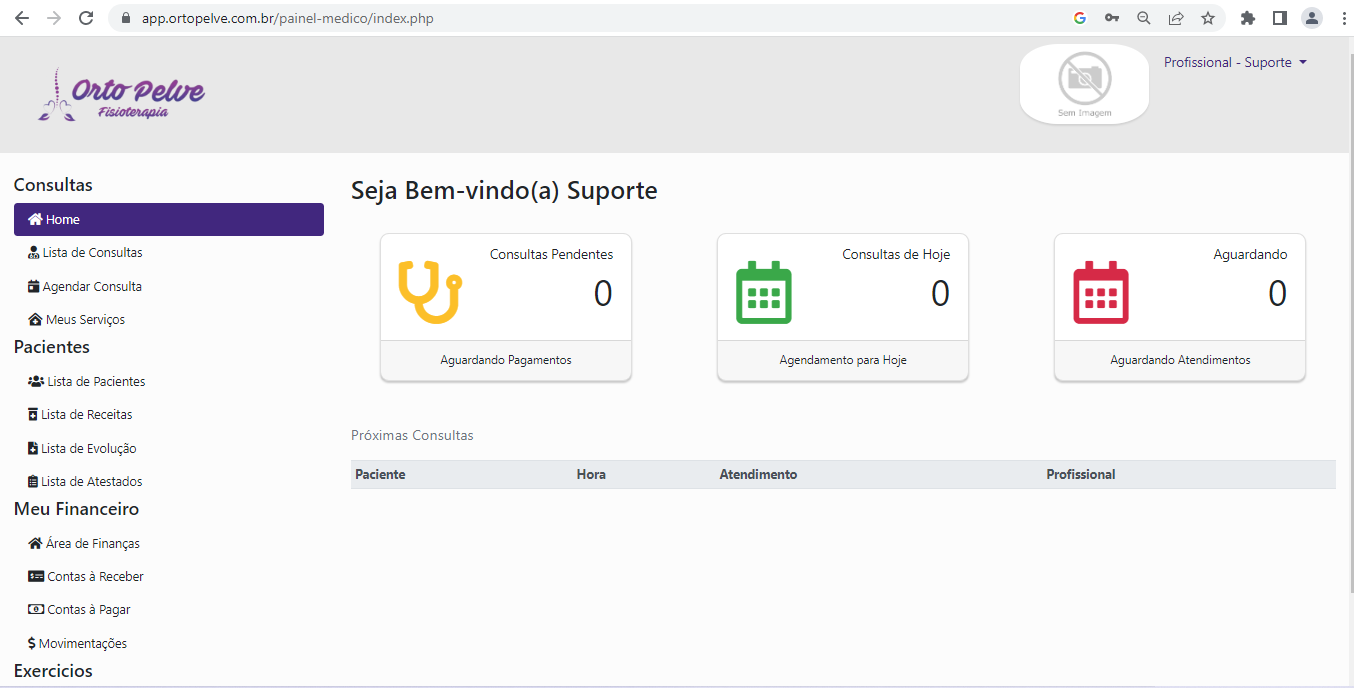 app.ortopelve.com.br/painel-medico/index.php
Orto Pelve
Fisioterapia
Sem Imagem
Profissional - Suporte
Consultas
Home
Lista de Consultas
Agendar Consulta
Meus Serviços
Pacientes
Lista de Pacientes
Lista de Receitas
Lista de Evolução
Lista de Atestados
Meu Financeiro
Área de Finanças
Contas à Receber
Contas à Pagar
Movimentações
Exercicios
Seja Bem-vindo(a) Suporte
Consultas Pendentes
0
Aguardando Pagamentos
Consultas de Hoje
0
Agendamento para Hoje
Aguardando
0
Aguardando Atendimentos
Próximas Consultas
Paciente Hora Atendimento Profissional